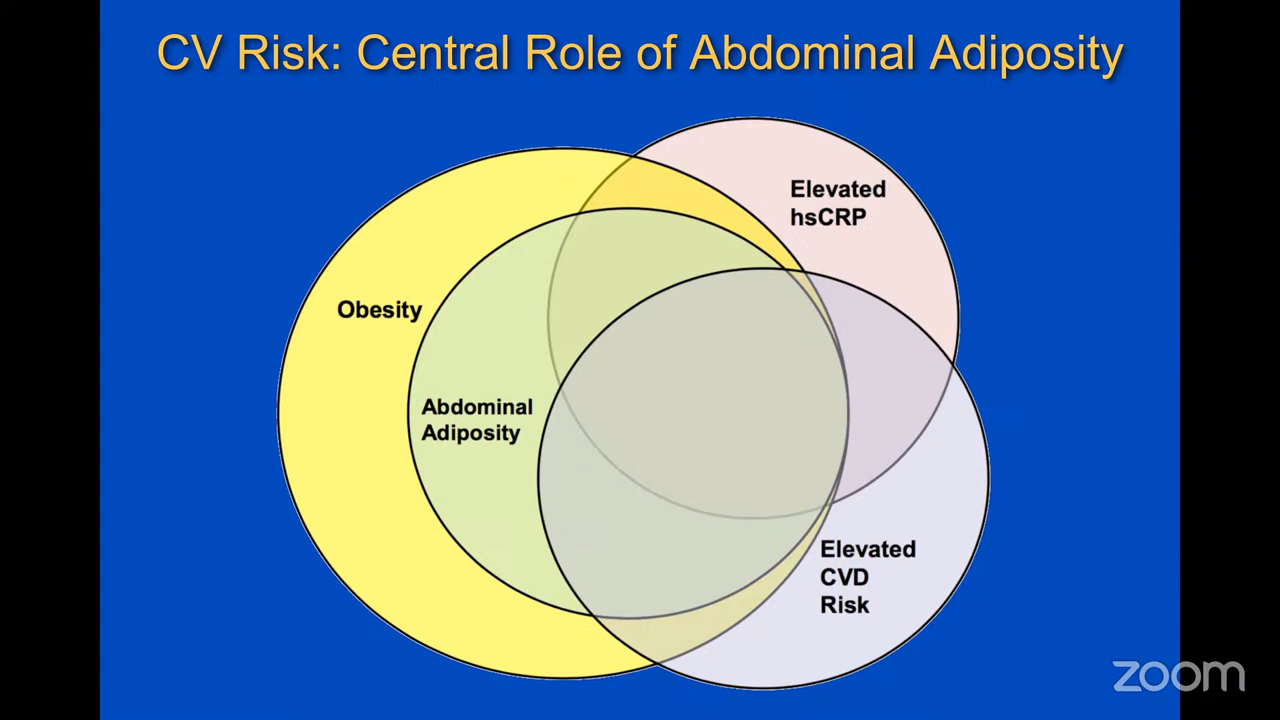 CV Risk: Central Role of Abdominal Adiposity
Elevated
hsCRP
Obesity
Abdominal
Adiposity
Elevated
CVD
Risk
zoom